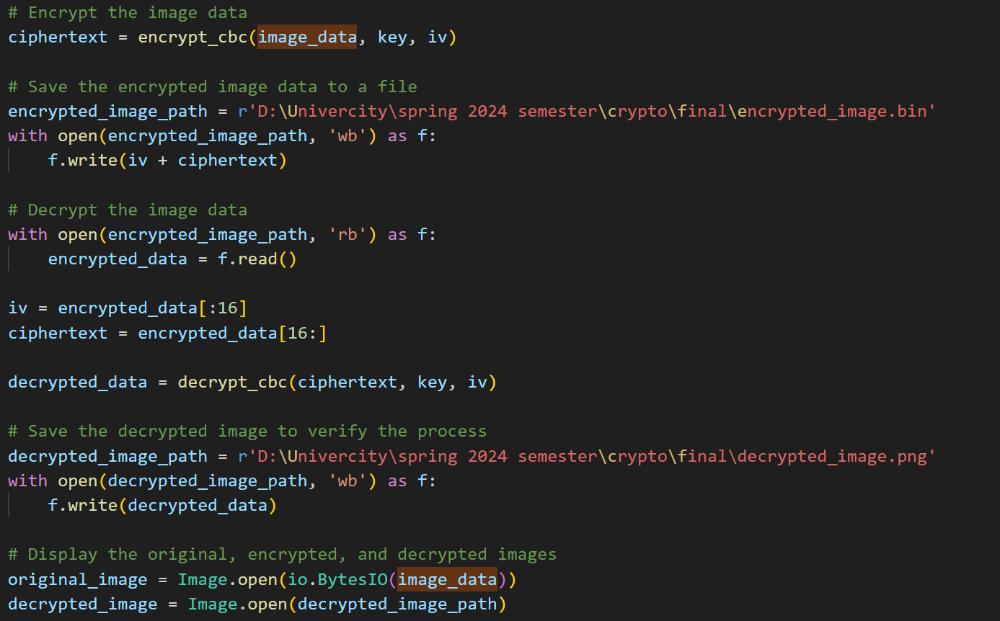 # Encrypt the image data
ciphertext = encrypt_cbc(image_data, key, iv)
# Save the encrypted image data to a file
encrypted_image_path = r'D:\Univercity\spring 2024 semester\crypto\final\encrypted_image.bin'
with open(encrypted_image_path, 'wb') as f:
    f.write(iv + ciphertext)
# Decrypt the image data
with open(encrypted_image_path, 'rb') as f:
    encrypted_data = f.read()
iv = encrypted_data[:16]
ciphertext = encrypted_data[16:]
decrypted_data = decrypt_cbc(ciphertext, key, iv)
# Save the decrypted image to verify the process
decrypted_image_path = r'D:\Univercity\spring 2024 semester\crypto\final\decrypted_image.png'
with open(decrypted_image_path, 'wb') as f:
    f.write(decrypted_data)
# Display the original, encrypted, and decrypted images
original_image = Image.open(io.BytesIO(image_data))
decrypted_image = Image.open(decrypted_image_path)